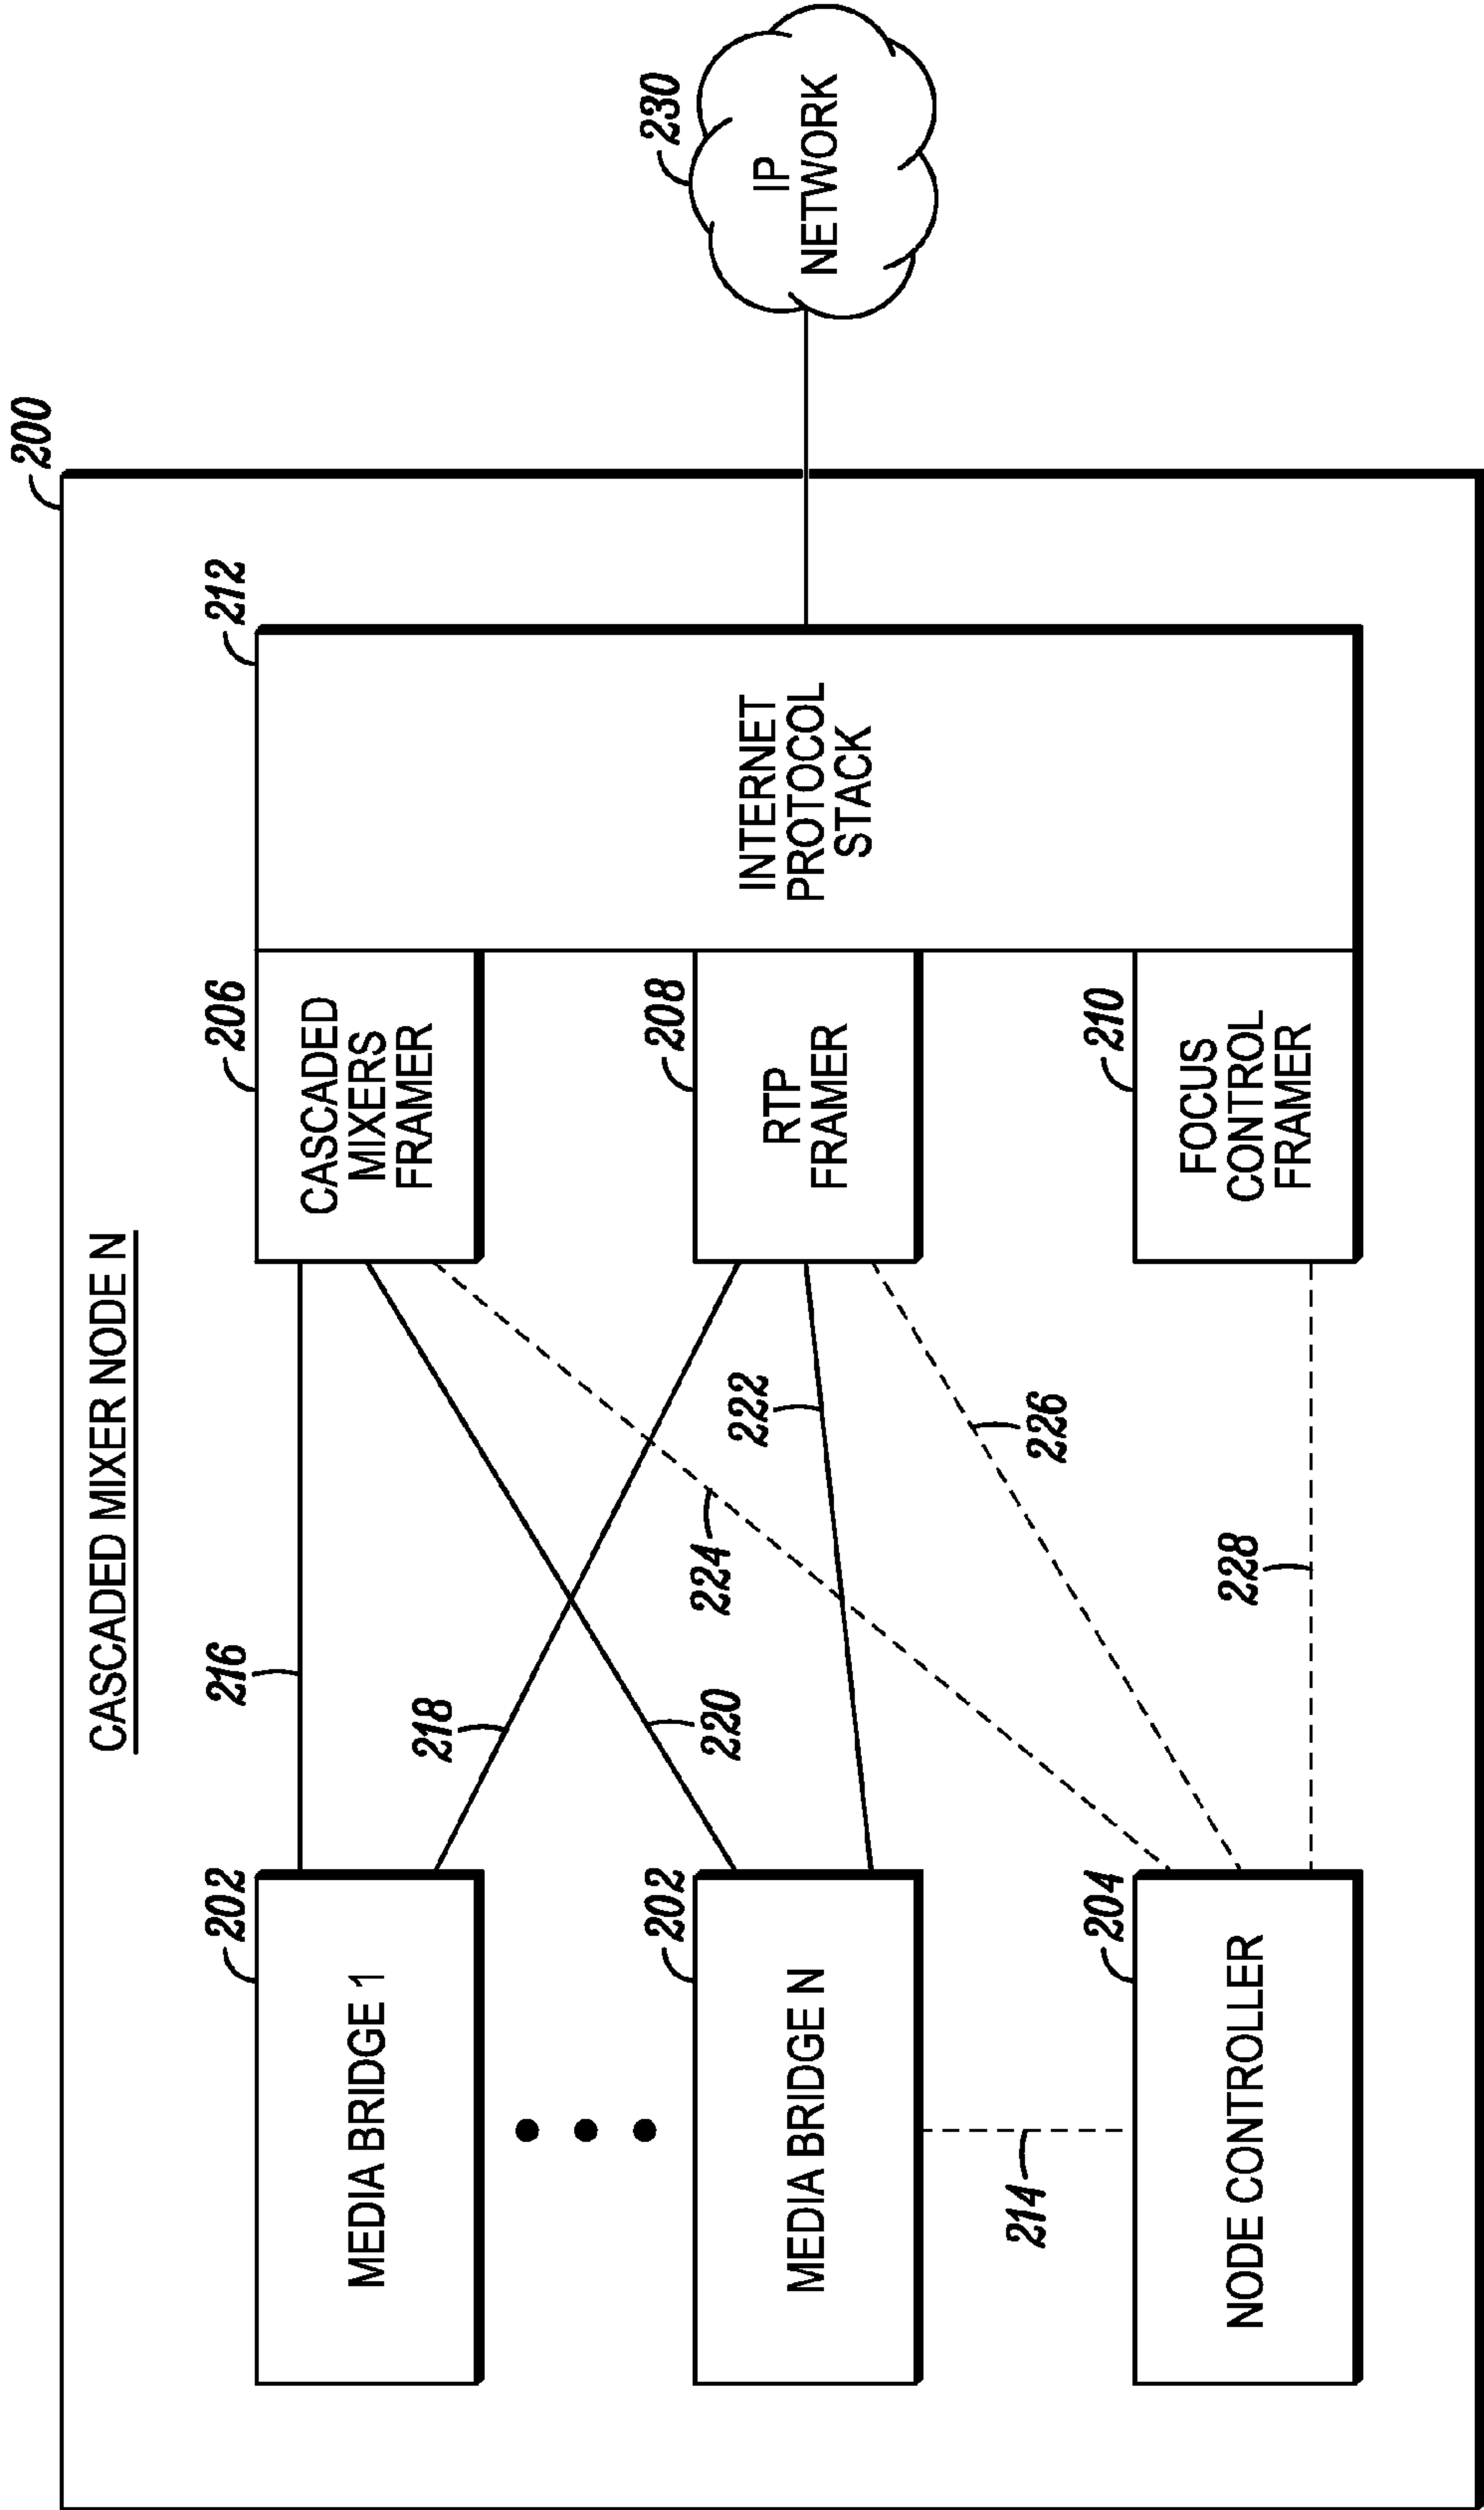 200
CASCADED MIXER NODE N
202
MEDIA BRIDGE 1
216
218
206
CASCADED
MIXERS
FRAMER
212
INTERNET
PROTOCOL
STACK
230
IP
NETWORK
202
MEDIA BRIDGE N
220
224
222
208
RTP
FRAMER
214
204
NODE CONTROLLER
226
228
210
FOCUS
CONTROL
FRAMER